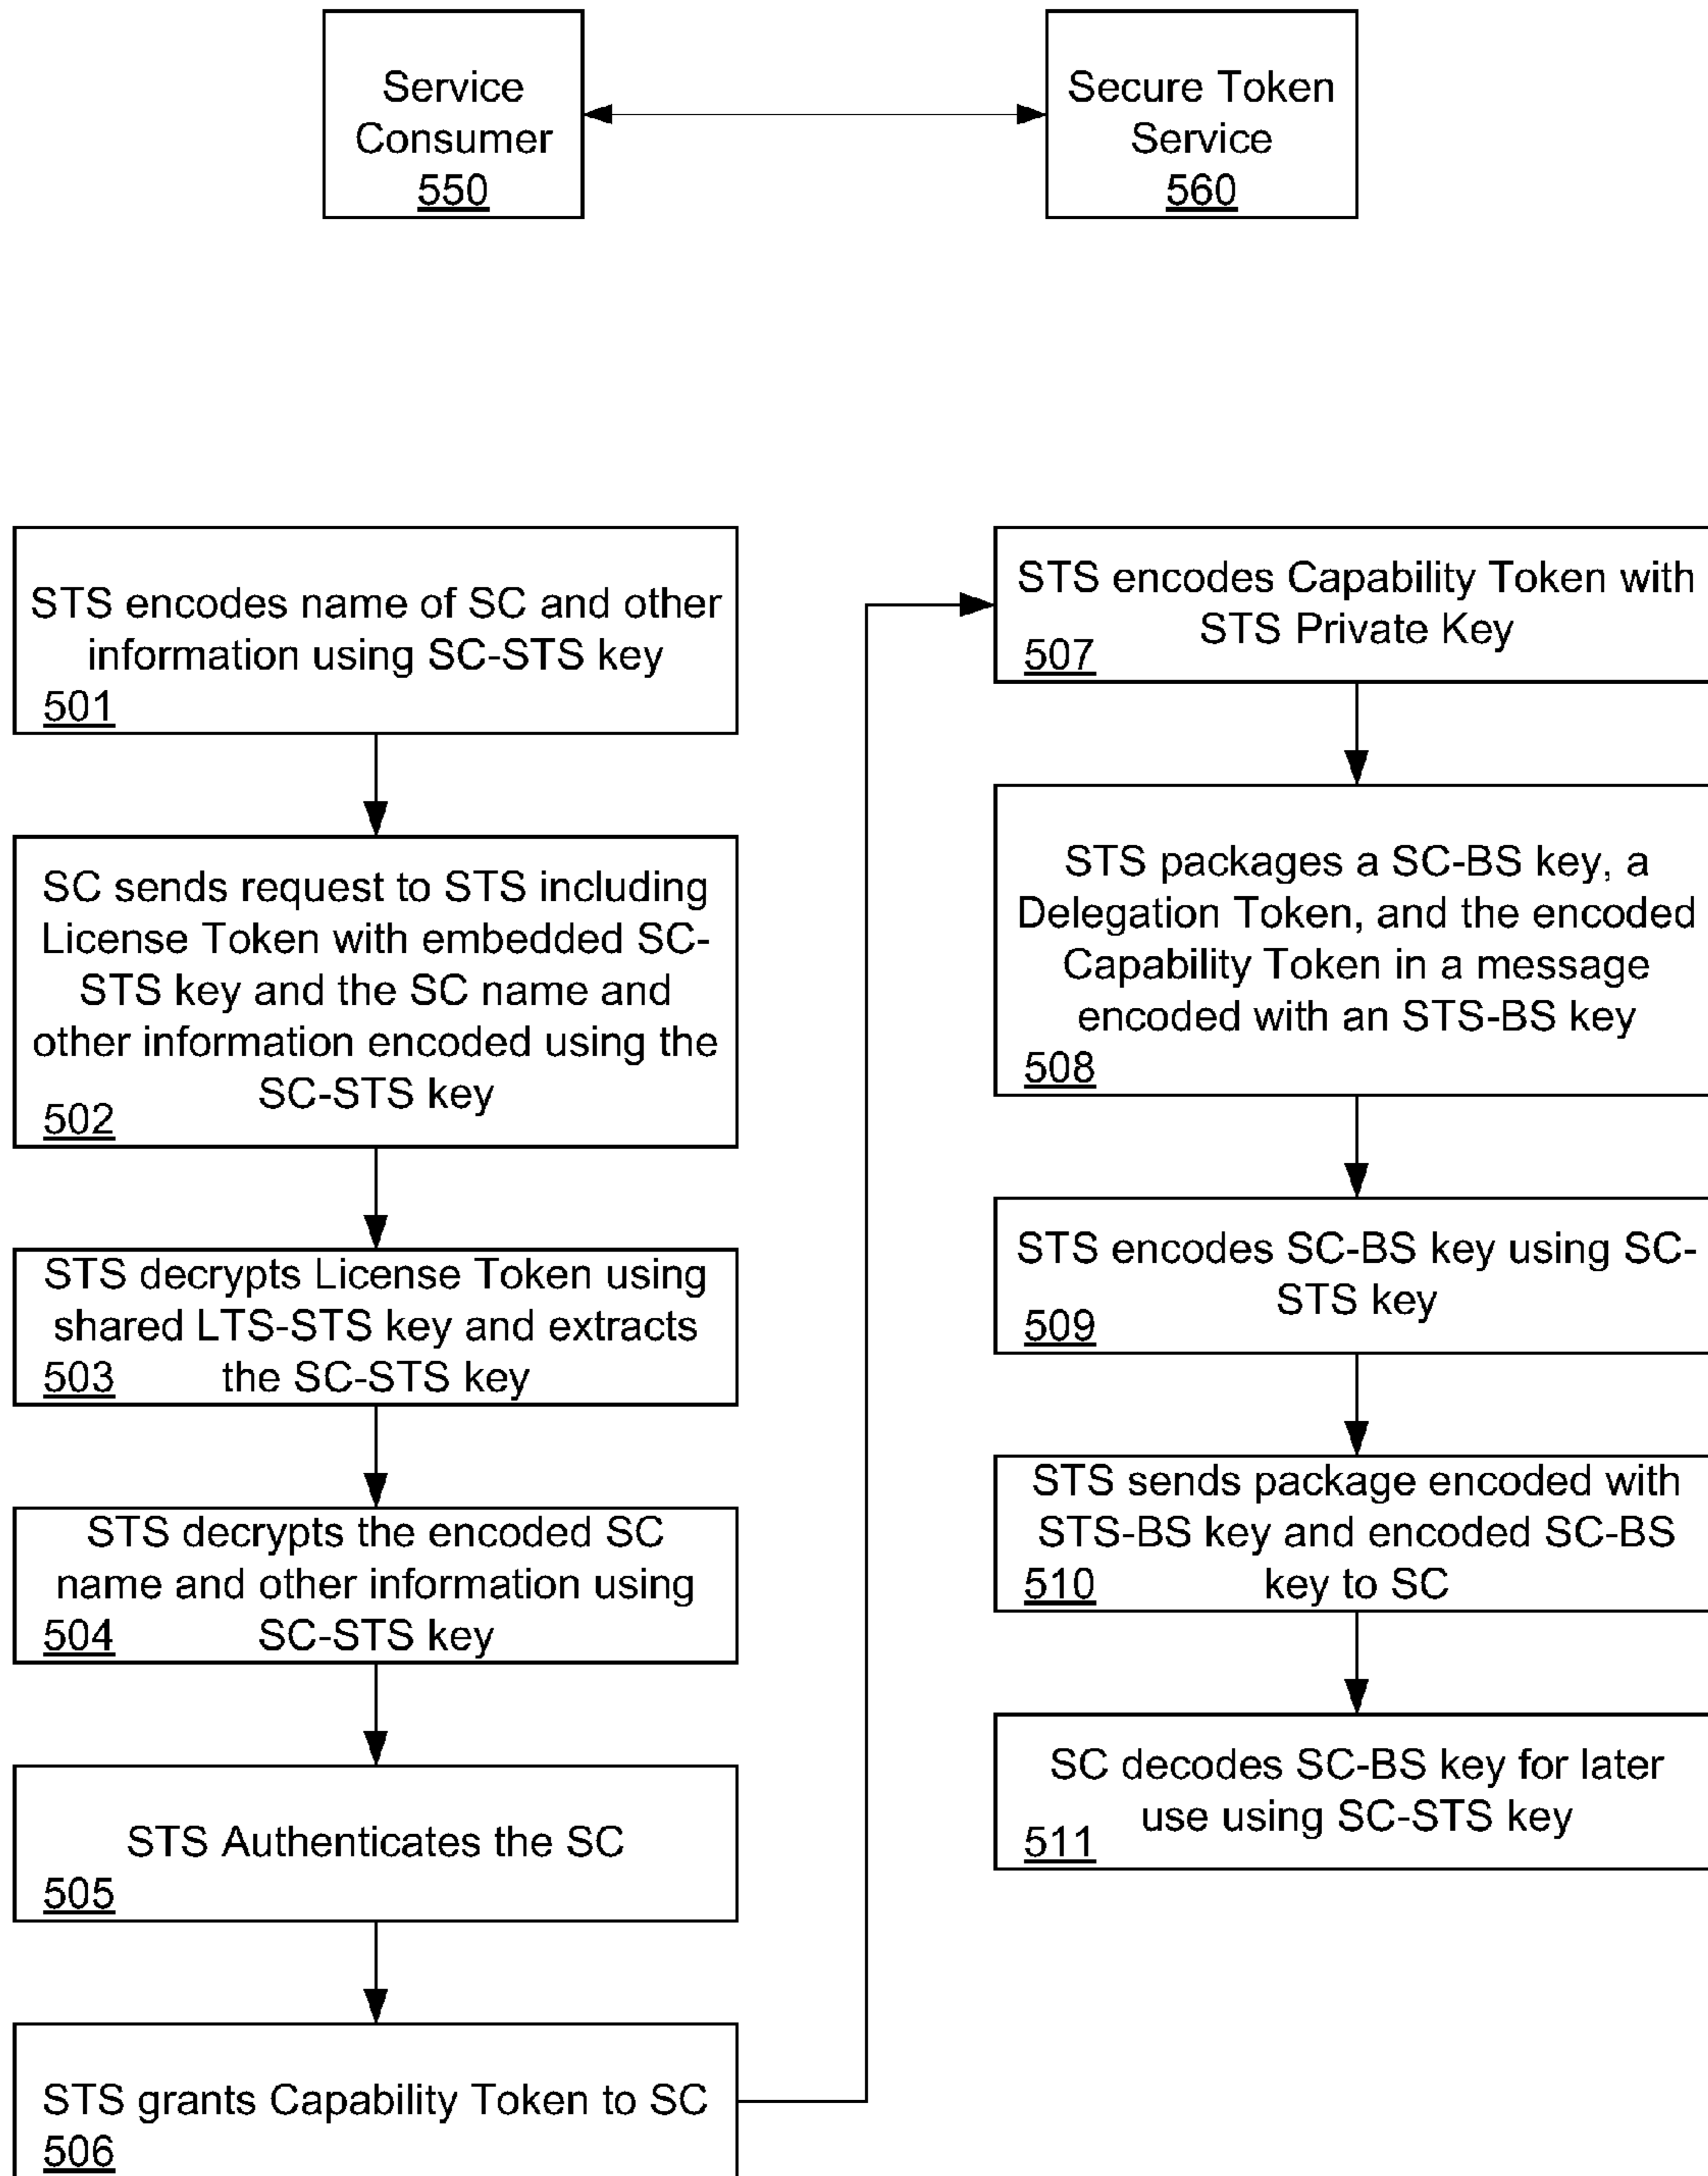 Service
Consumer
550
Secure Token
Service
560
STS encodes name of SC and other
information using SC-STS key
501
SC sends request to STS including
License Token with embedded SC-
STS key and the SC name and
other information encoded using the
SC-STS key
502
STS decrypts License Token using
shared LTS-STS key and extracts
503 the SC-STS key
STS decrypts the encoded SC
name and other information using
504 SC-STS key
STS Authenticates the SC
505
STS grants Capability Token to SC
506
STS encodes Capability Token with
STS Private Key
507
STS packages a SC-BS key, a
Delegation Token, and the encoded
Capability Token in a message
encoded with an STS-BS key
508
STS encodes SC-BS key using SC-
STS key
509
STS sends package encoded with
STS-BS key and encoded SC-BS
510 key to SC
SC decodes SC-BS key for later
use using SC-STS key
511